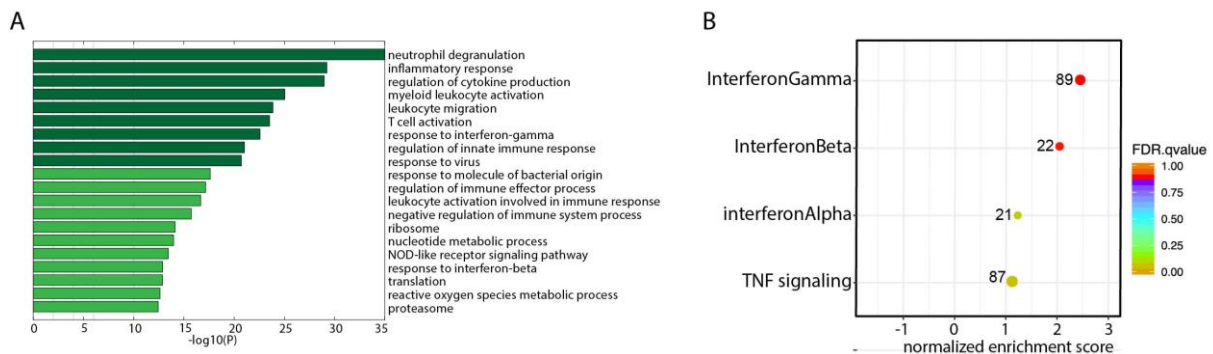 A
neutrophil degranulation
inflammatory response
regulation of cytokine production
myeloid leukocyte activation
leukocyte migration
T cell activation
response to interferon-gamma
regulation of innate immune response
response to virus
response to molecule of bacterial origin
regulation of immune effector process
leukocyte activation involved in immune response
negative regulation of immune system process
ribosome
nucleotide metabolic process
NOD-like receptor signaling pathway
response to interferon-beta
translation
reactive oxygen species metabolic process
proteasome
0 5 10 15 20 25 30 35
-log10(P)
B
InterferonGamma
89
InterferonBeta
22
interferonAlpha
21
TNF signaling
87
-1 0 1 2 3
normalized enrichment score
FDR.qvalue
1.00
0.75
0.50
0.25
0.00